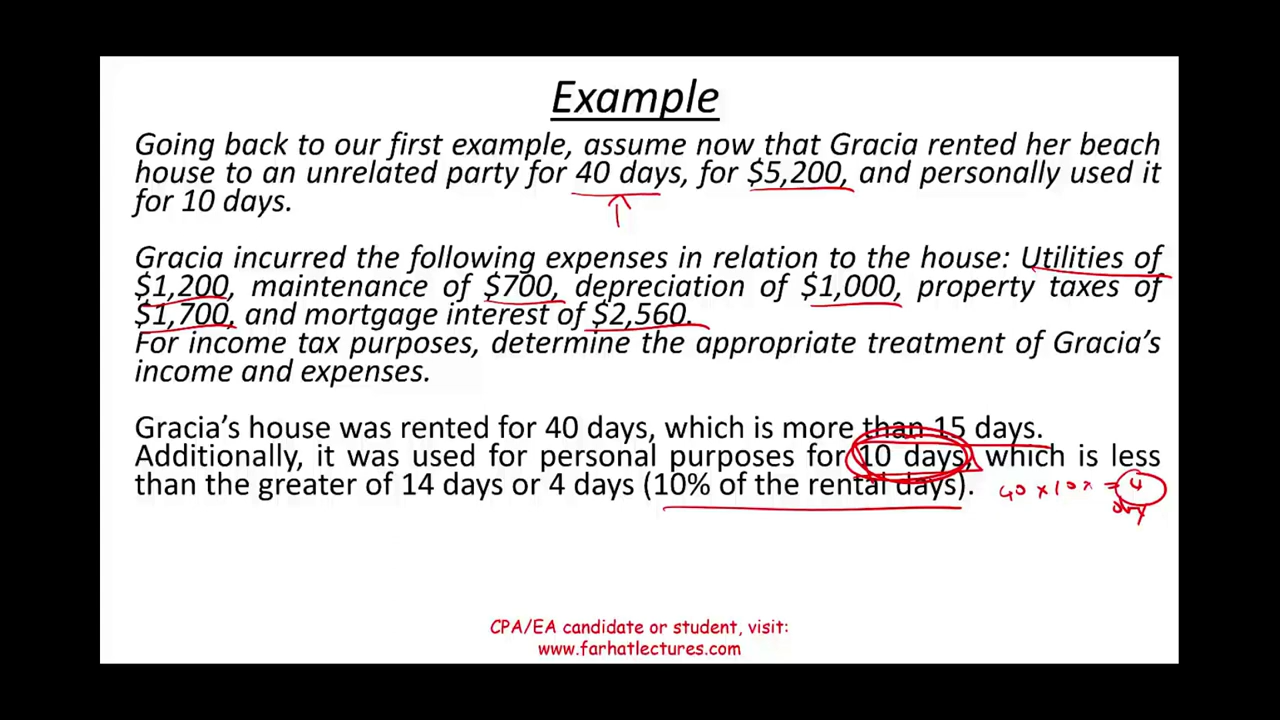 Example
Going back to our first example, assume now that Gracia rented her beach
house to an unrelated party for 40 days, for $5,200, and personally used it
for 10 days.
Gracia incurred the following expenses in relation to the house: Utilities of
$1,200, maintenance of $700, depreciation of $1,000, property taxes of
$1,700, and mortgage interest of $2,560.
For income tax purposes, determine the appropriate treatment of Gracia's
income and expenses.
Gracia's house was rented for 40 days, which is more than 15 days.
Additionally, it was used for personal purposes for 10 days, which is less
than the greater of 14 days or 4 days (10% of the rental days).
40 x 10% = 4
CPA/EA candidate or student, visit:
www.farhatlectures.com